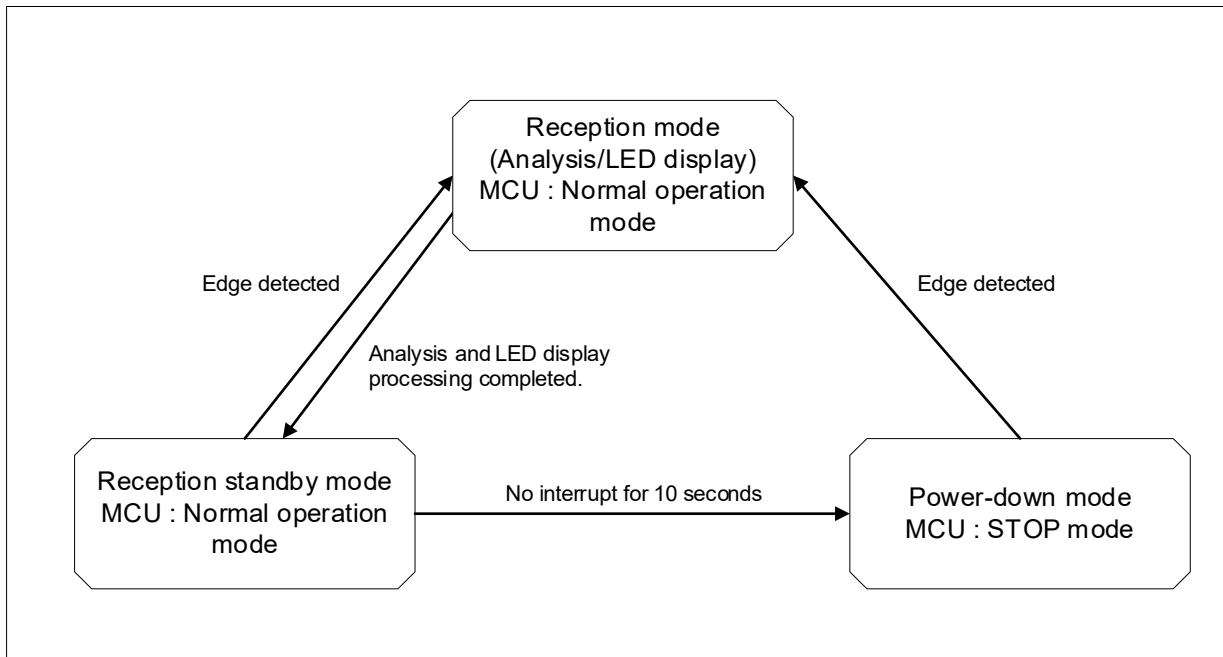 Reception mode
(Analysis/LED display)
MCU : Normal operation
mode
Edge detected
Edge detected
Analysis and LED display
processing completed.
Reception standby mode
MCU : Normal operation
mode
No interrupt for 10 seconds
Power-down mode
MCU : STOP mode